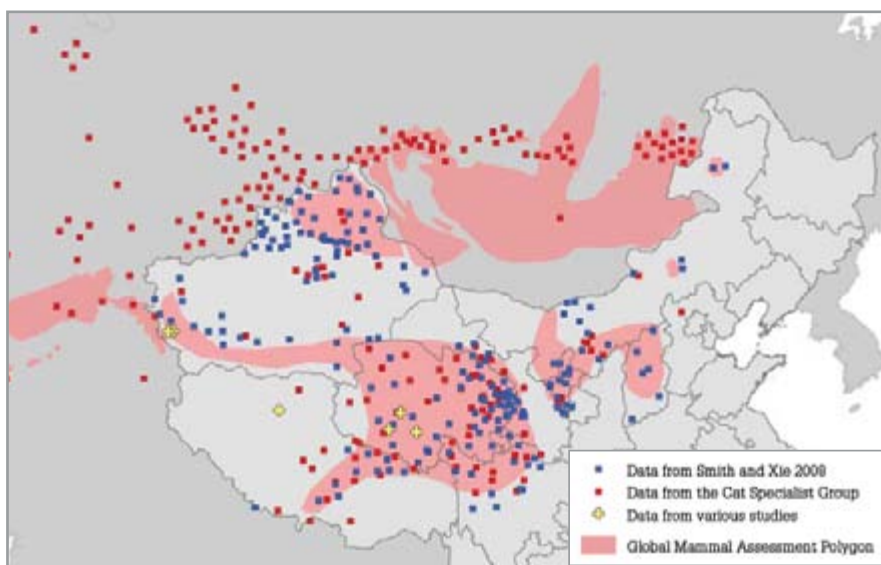 Data from Smith and Xie 2008
Data from the Cat Specialist Group
Data from various studies
Global Mammal Assessment Polygon